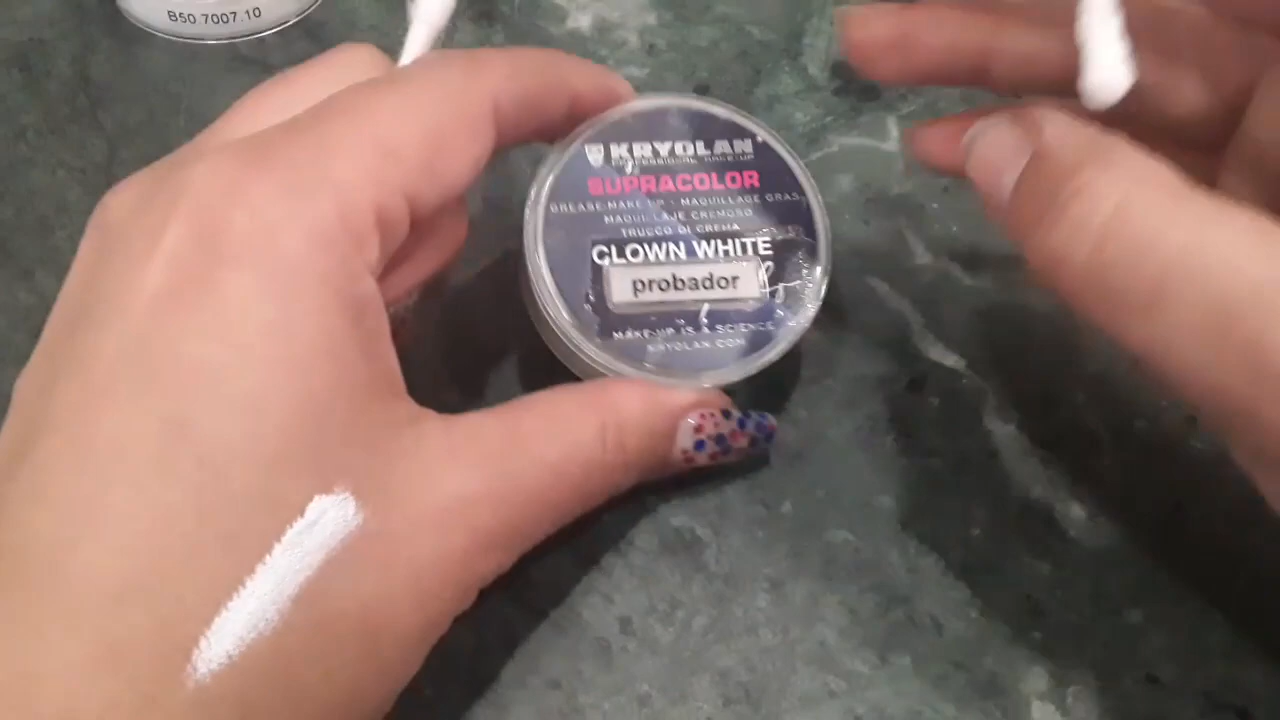 B50 7007.10
KRYOLAN
PROFESSIONAL MAKE-UP
SUPRACOLOR
GREASE-MAKE UP - MAQUILLAGE GRAS,
MAQUILLAJE CREMOSO
TRUCCO DI CREMA
CLOWN WHITE
probador
MAKE-UP IS A SCIENCE
KRYOLAN.COM